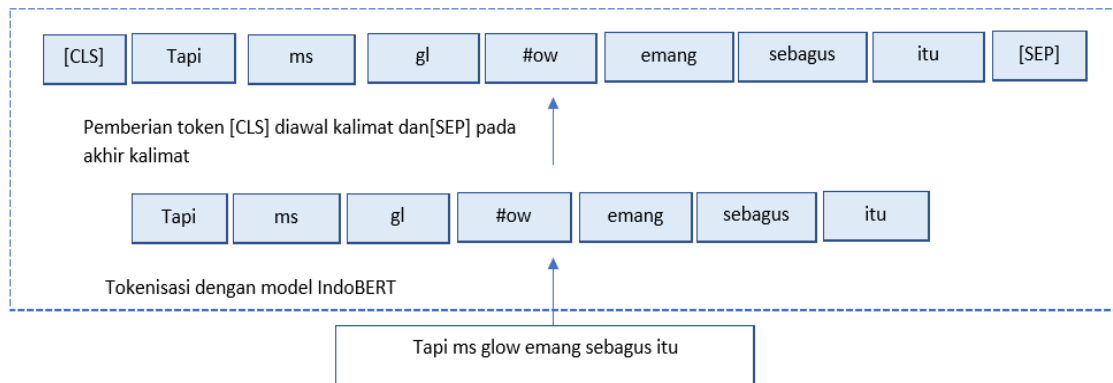 [CLS] Tapi ms gl #ow emang sebagus itu [SEP]
Pemberian token [CLS] diawal kalimat dan[SEP] pada
akhir kalimat
Tapi ms gl #ow emang sebagus itu
Tokenisasi dengan model IndoBERT
Tapi ms glow emang sebagus itu